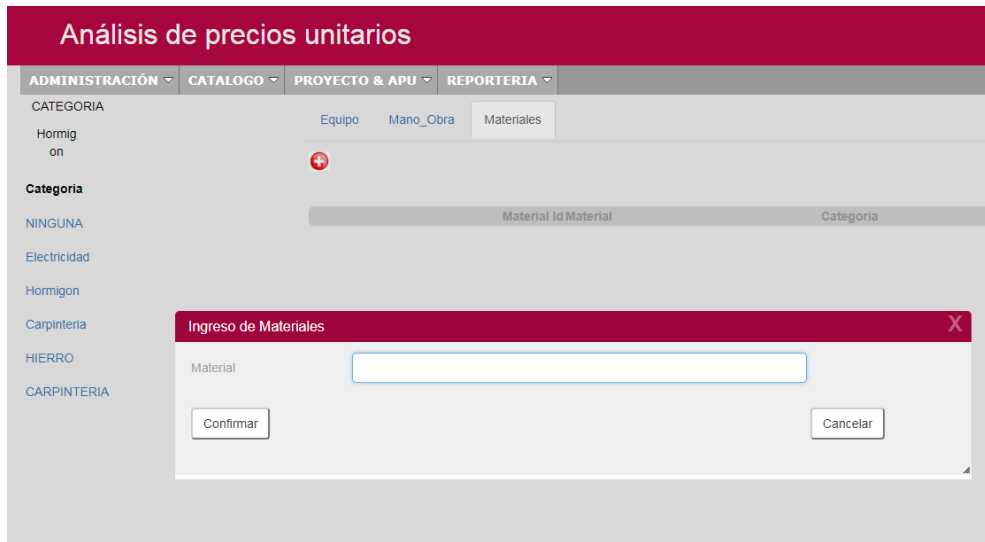 Análisis de precios unitarios
ADMINISTRACIÓN CATALOGO PROYECTO & APU REPORTERIA
CATEGORIA
Hormig
on
Categoria
NINGUNA
Electricidad
Hormigon
Carpinteria
HIERRO
CARPINTERIA
Equipo Mano_Obra Materiales
Material Id Material Categoria
Ingreso de Materiales X
Material
Confirmar Cancelar